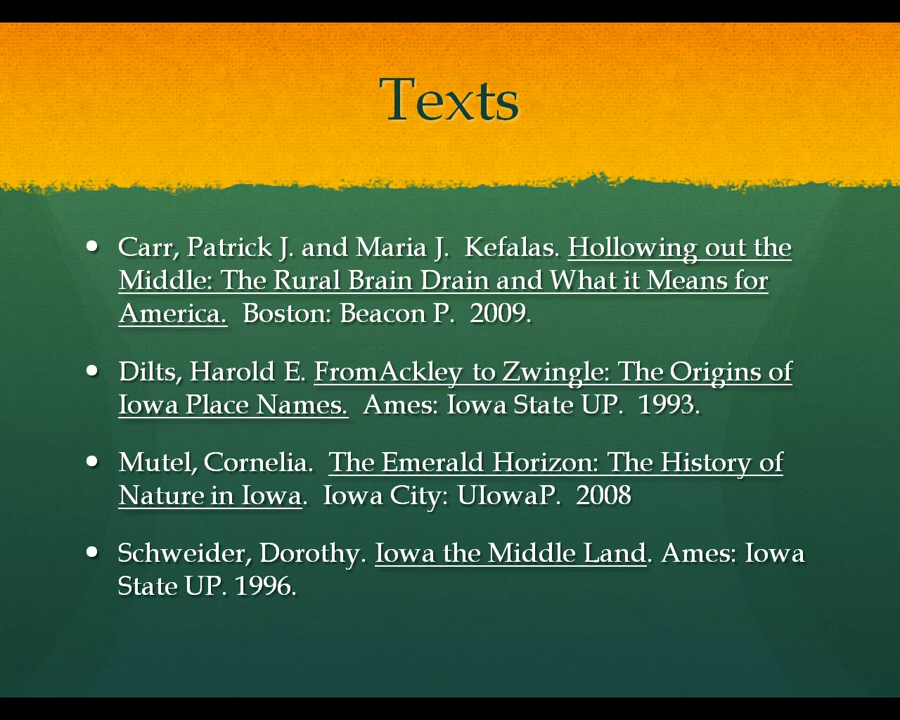 Texts
• Carr, Patrick J. and Maria J.  Kefalas. Hollowing out the
Middle: The Rural Brain Drain and What it Means for
America.  Boston: Beacon P.  2009.
• Dilts, Harold E. FromAckley to Zwingle: The Origins of
Iowa Place Names.  Ames: Iowa State UP.  1993.
• Mutel, Cornelia.  The Emerald Horizon: The History of
Nature in Iowa.  Iowa City: UIowaP.  2008
• Schweider, Dorothy. Iowa the Middle Land. Ames: Iowa
State UP. 1996.